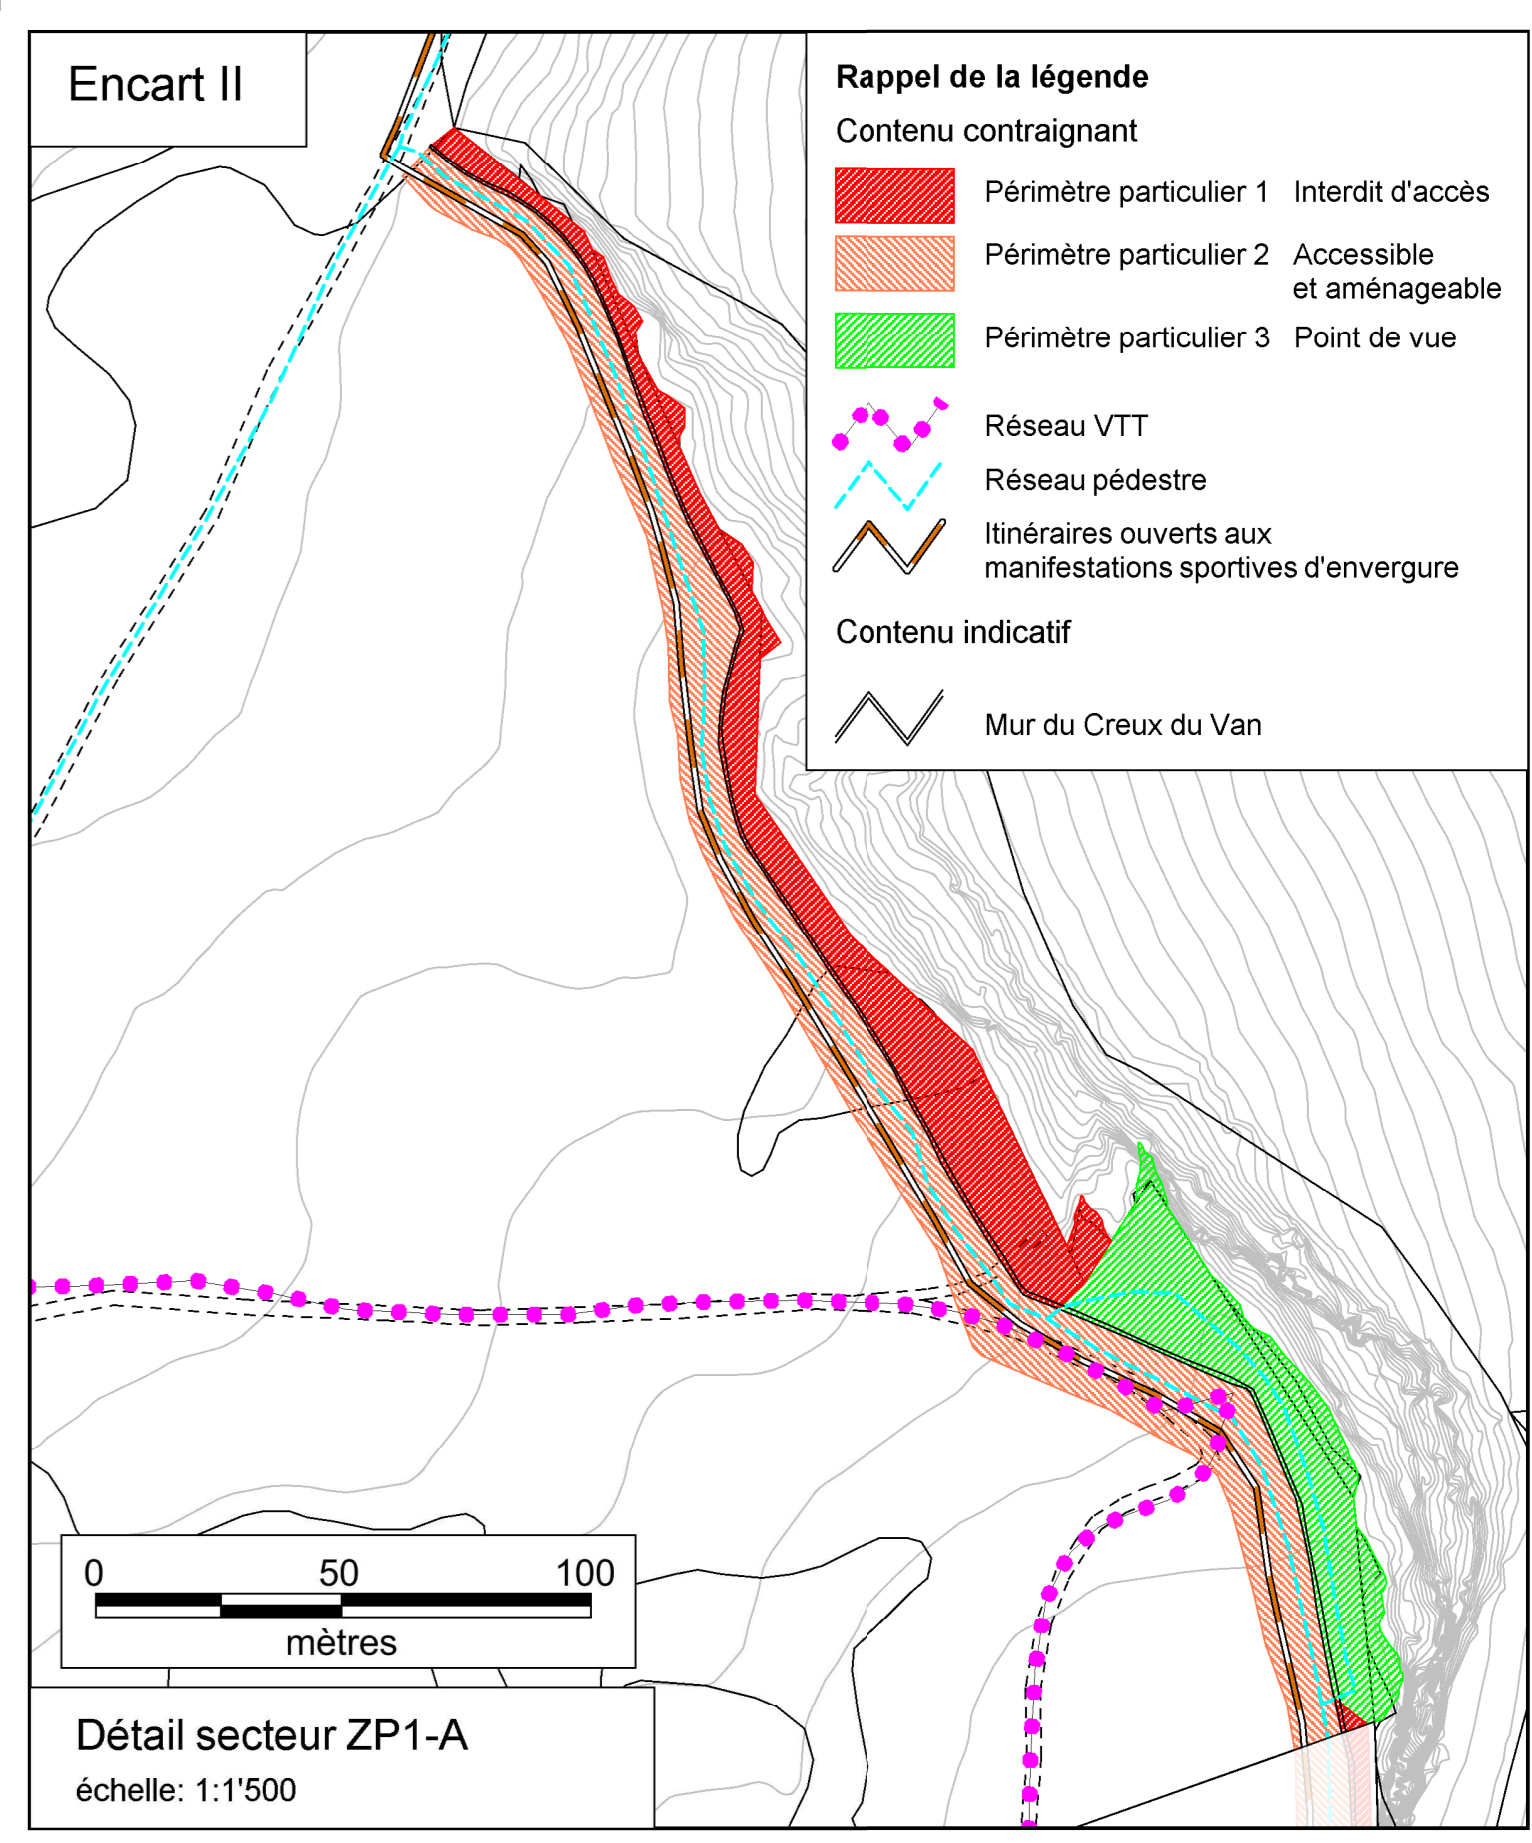 Encart II
Rappel de la légende
Contenu contraignant
Périmètre particulier 1 Interdit d'accès
Périmètre particulier 2 Accessible
et aménageable
Périmètre particulier 3 Point de vue
Réseau VTT
Réseau pédestre
Itinéraires ouverts aux
manifestations sportives d'envergure
Contenu indicatif
Mur du Creux du Van
0 50 100
mètres
Détail secteur ZP1-A
échelle: 1:1'500